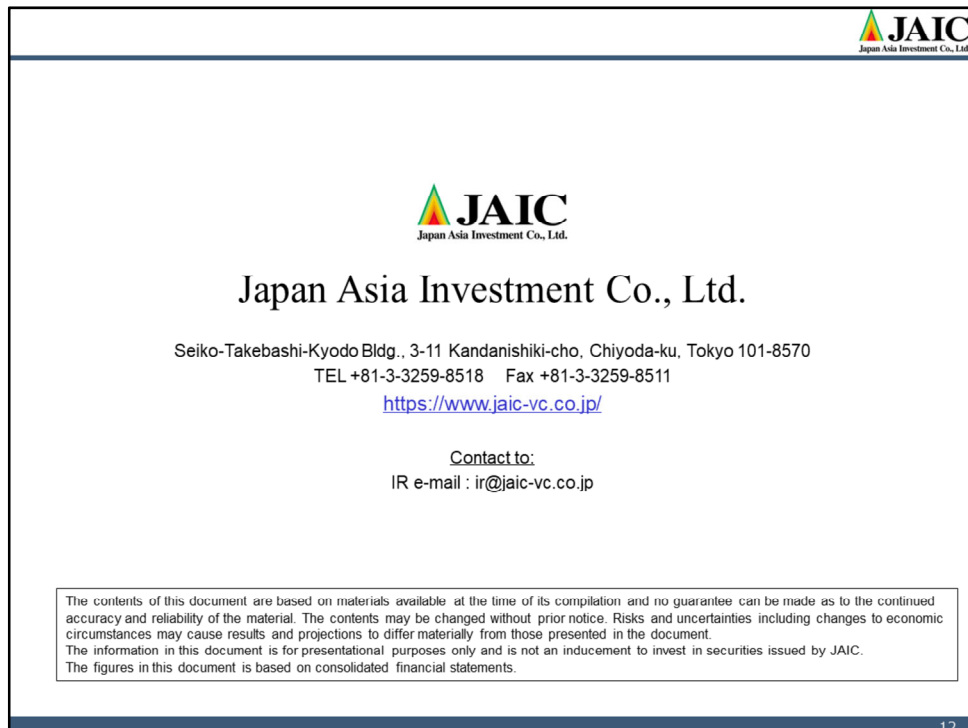 JAIC
Japan Asia Investment Co., Ltd
JAIC
Japan Asia Investment Co., Ltd.
Japan Asia Investment Co., Ltd.
Seiko-Takebashi-Kyodo Bldg., 3-11 Kandanishiki-cho, Chiyoda-ku, Tokyo 101-8570
TEL +81-3-3259-8518 Fax +81-3-3259-8511
https://www.jaic-vc.co.jp/
Contact to:
IR e-mail : ir@jaic-vc.co.jp
The contents of this document are based on materials available at the time of its compilation and no guarantee can be made as to the continued
accuracy and reliability of the material. The contents may be changed without prior notice. Risks and uncertainties including changes to economic
circumstances may cause results and projections to differ materially from those presented in the document.
The information in this document is for presentational purposes only and is not an inducement to invest in securities issued by JAIC.
The figures in this document is based on consolidated financial statements.
12